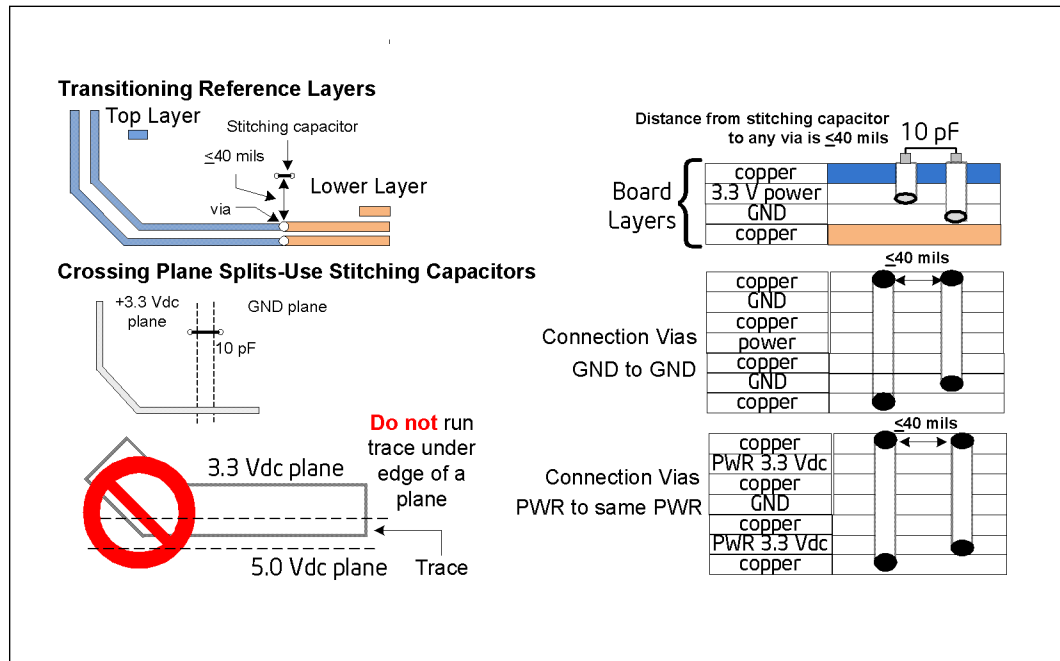 Transitioning Reference Layers
Top Layer
Stitching capacitor
≤40 mils
Lower Layer
via
Crossing Plane Splits-Use Stitching Capacitors
+3.3 Vdc
plane
GND plane
10 pF
Do not run
trace under
edge of a
plane
3.3 Vdc plane
5.0 Vdc plane
Trace
Distance from stitching capacitor
to any via is ≤40 mils
10 pF
Board
Layers
copper
3.3 V power
GND
copper
≤40 mils
Connection Vias
GND to GND
copper
GND
copper
power
copper
GND
copper
≤40 mils
Connection Vias
PWR to same PWR
copper
PWR 3.3 Vdc
copper
GND
copper
PWR 3.3 Vdc
copper